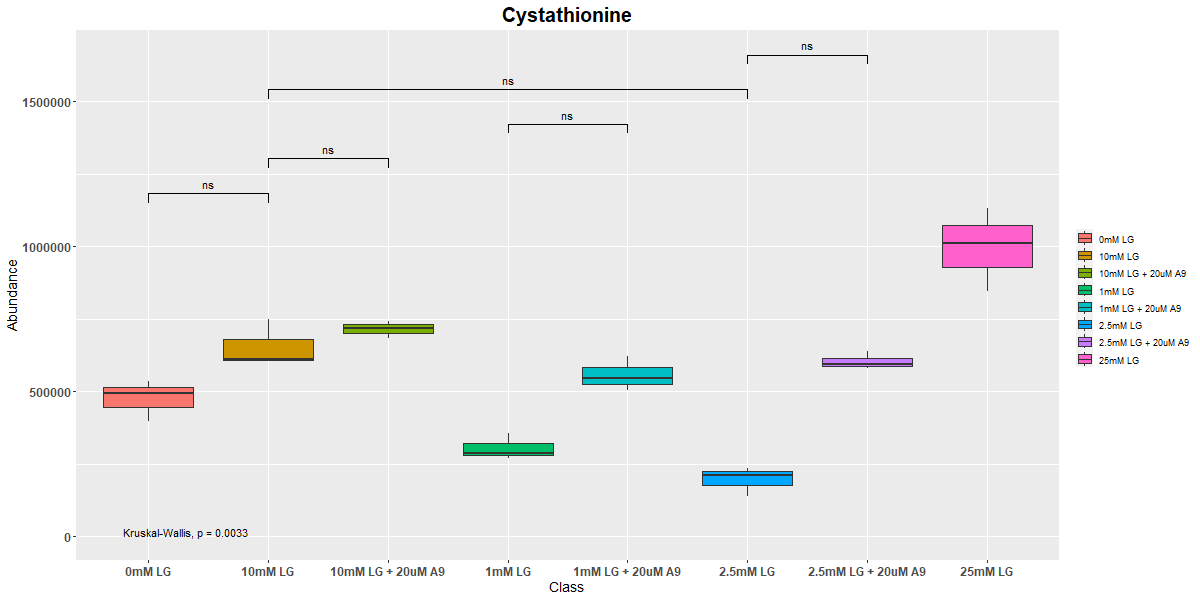 Cystathionine
ns
ns
1500000
ns
ns
ns
1000000
Abundance
500000
Kruskal-Wallis, p = 0.0033
0
0mM LG
10mM LG
10mM LG + 20uM A9
1mM LG
1mM LG + 20uM A9
2.5mM LG
2.5mM LG + 20uM A9
25mM LG
Class
0mM LG
10mM LG
10mM LG + 20uM A9
1mM LG
1mM LG + 20uM A9
2.5mM LG
2.5mM LG + 20uM A9
25mM LG